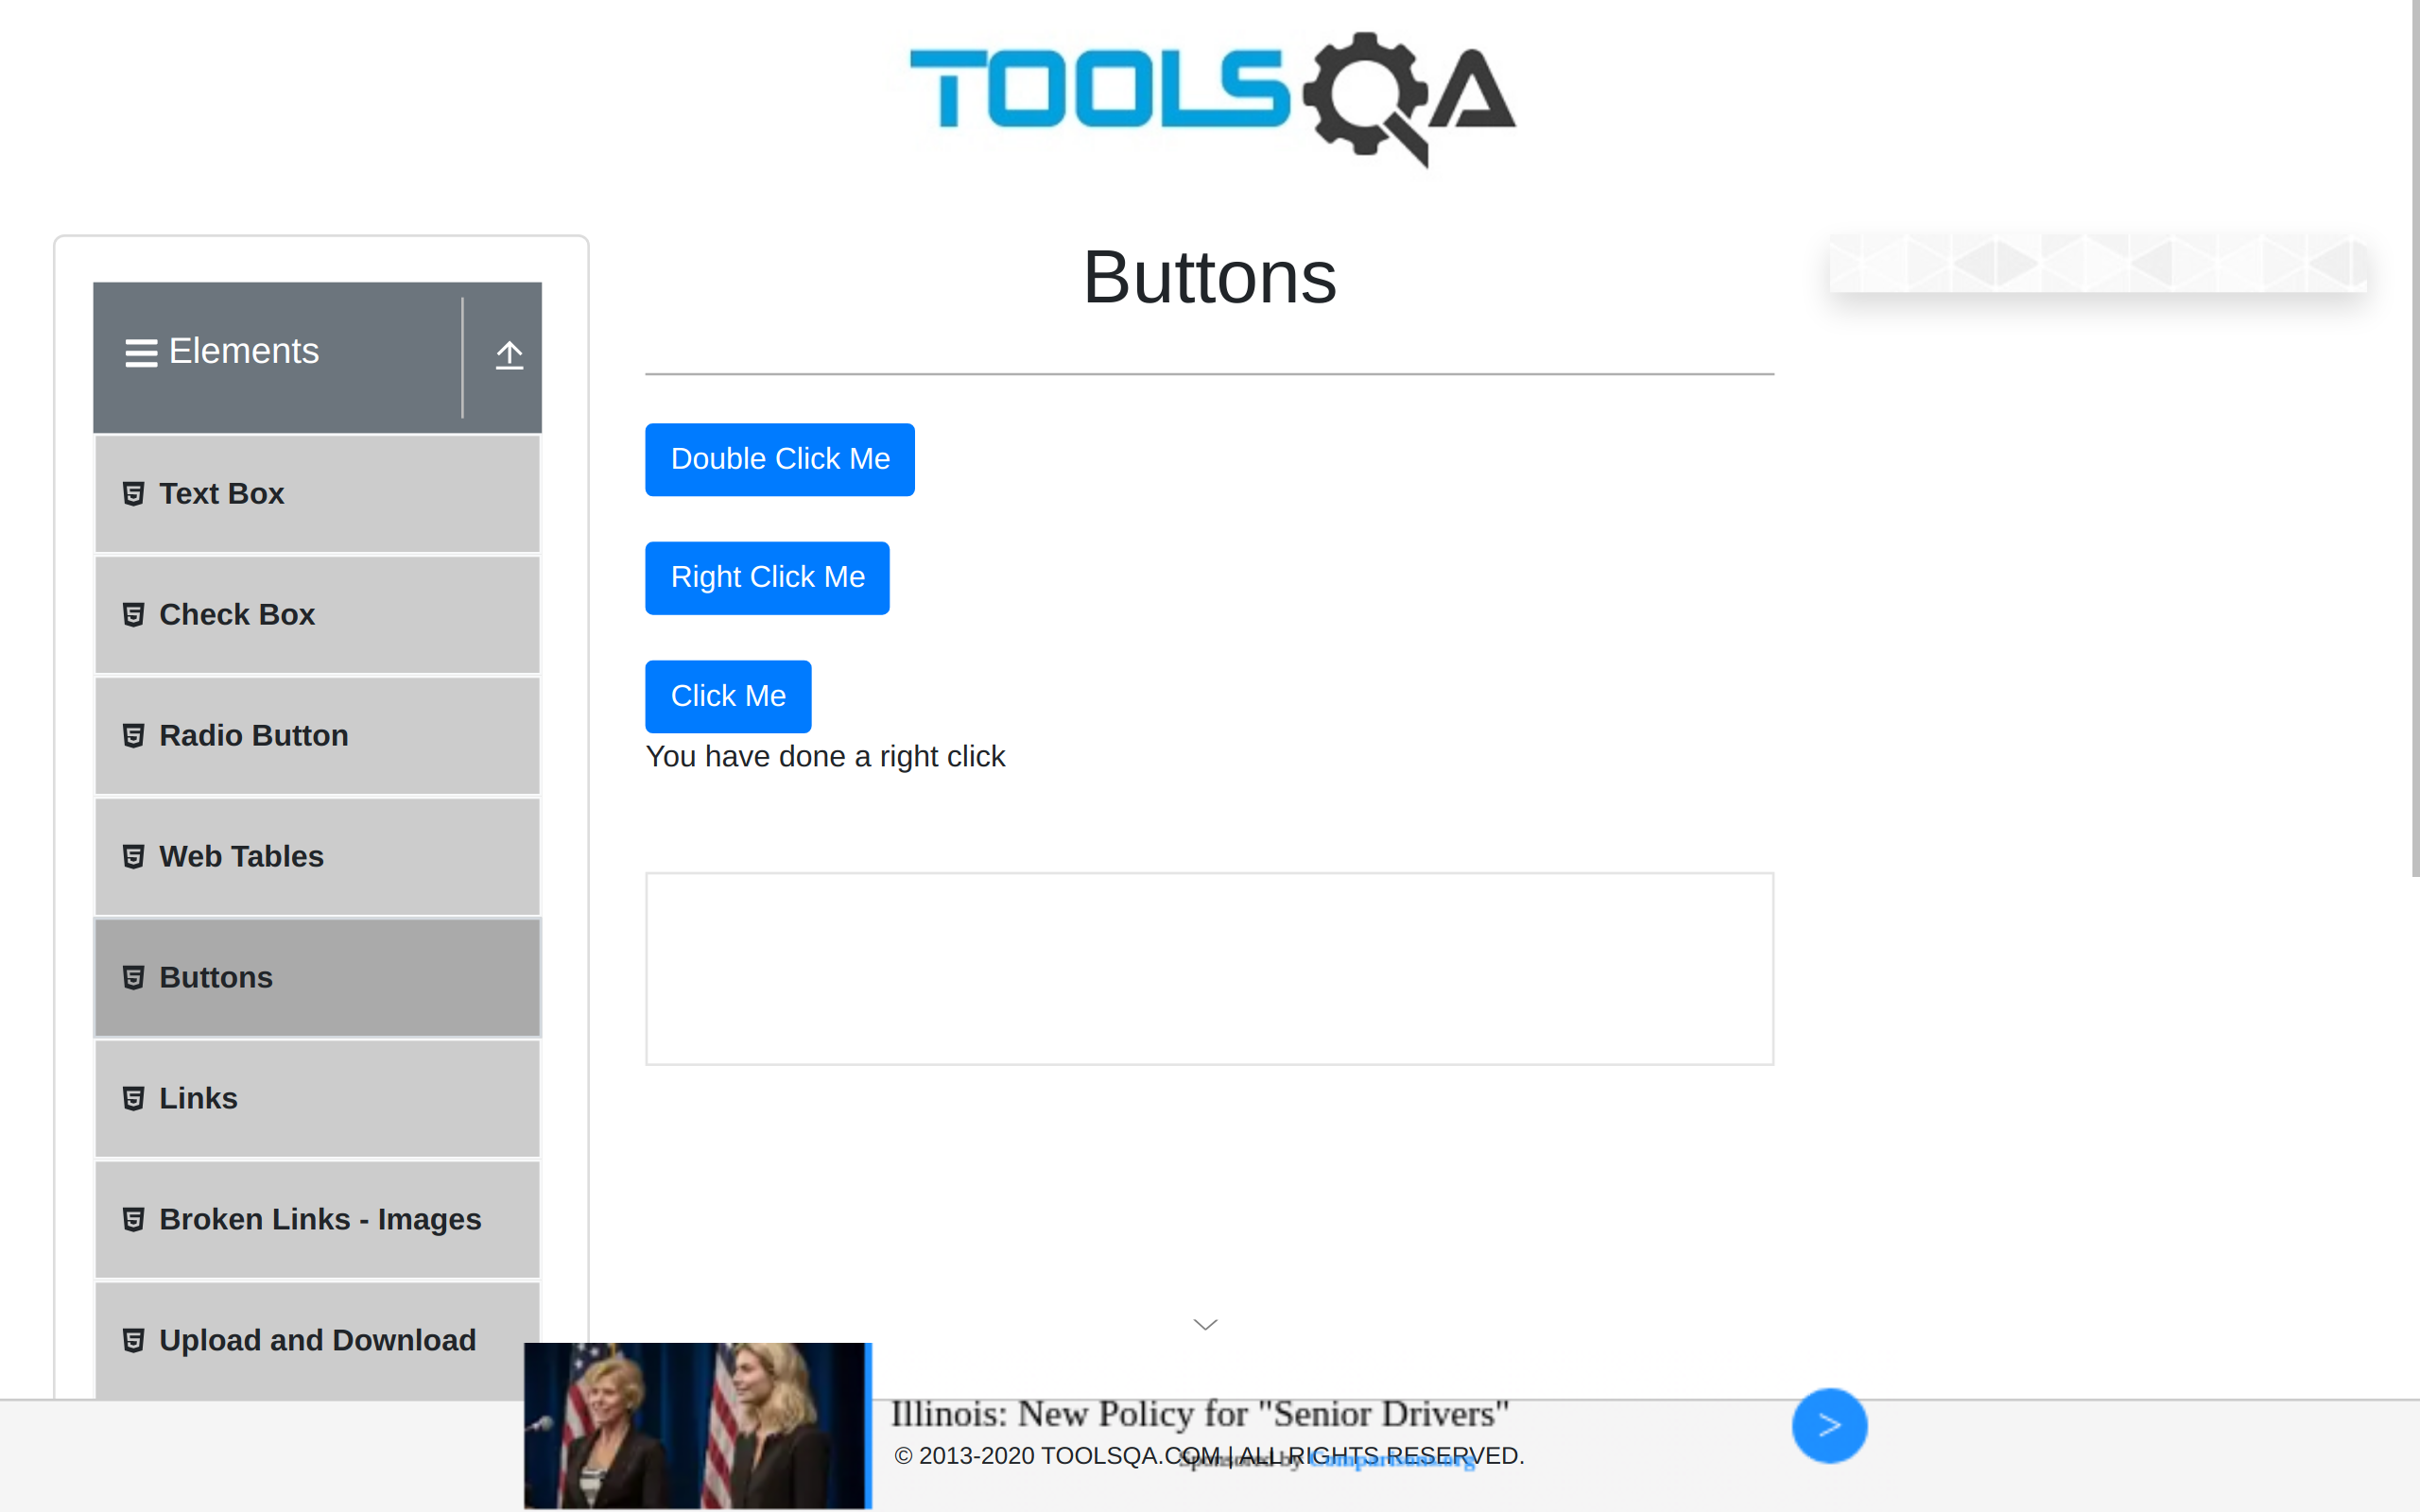 TOOLSQA
Buttons
Elements
Text Box
Check Box
Radio Button
Web Tables
Buttons
Links
Broken Links - Images
Upload and Download
Double Click Me
Right Click Me
Click Me
You have done a right click
Illinois: New Policy for "Senior Drivers"
>
© 2013-2020 TOOLSQA.COM | ALL RIGHTS RESERVED.
Sponsored by Comparisons.org